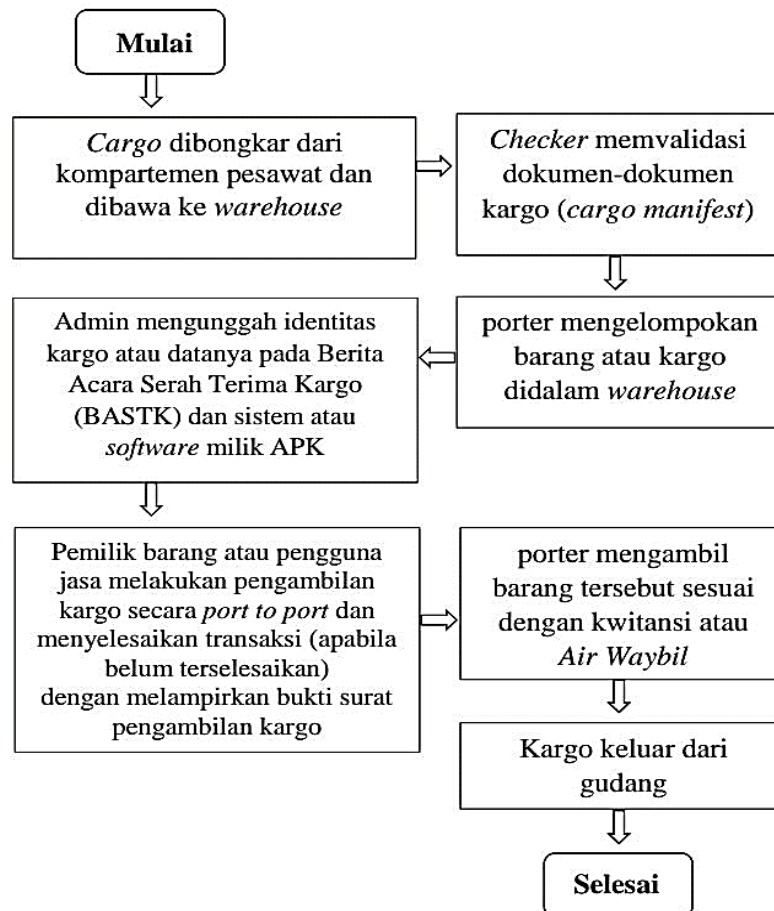 Mulai
Cargo dibongkar dari
kompartemen pesawat dan
dibawa ke warehouse
Checker memvalidasi
dokumen-dokumen
kargo (cargo manifest)
porter mengelompokan
barang atau kargo
didalam warehouse
Admin mengunggah identitas
kargo atau datanya pada Berita
Acara Serah Terima Kargo
(BASTK) dan sistem atau
software milik APK
Pemilik barang atau pengguna
jasa melakukan pengambilan
kargo secara port to port dan
menyelesaikan transaksi (apabila
belum terselesaikan)
dengan melampirkan bukti surat
pengambilan kargo
porter mengambil
barang tersebut sesuai
dengan kwitansi atau
Air Waybil
Kargo keluar dari
gudang
Selesai